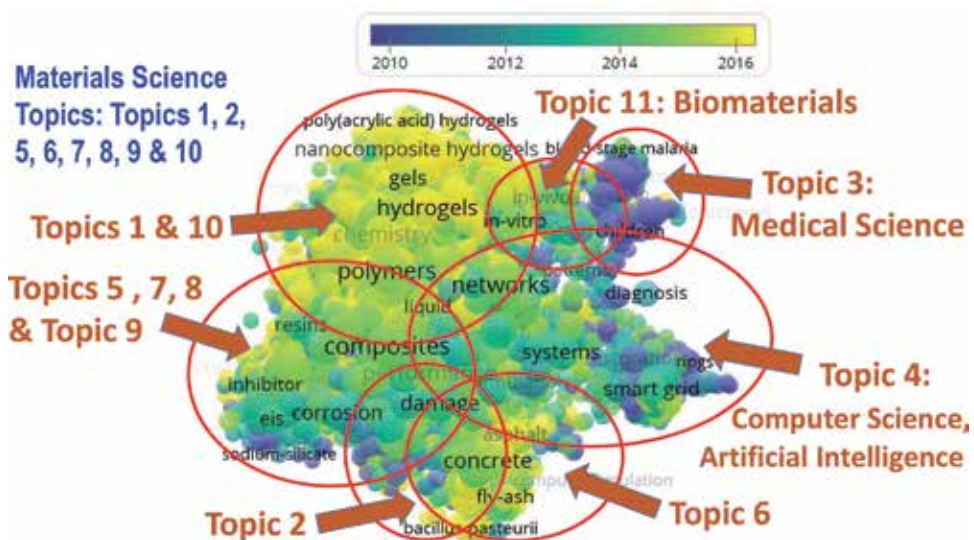 2010 2012 2014 2016
Materials Science
Topics: Topics 1, 2,
5, 6, 7, 8, 9 & 10
Topic 11: Biomaterials
poly(acrylic acid) hydrogels
nanocomposite hydrogels
stage malaria
gels
hydrogels
in-vivo
in-vitro
children
chemistry
Topics 1 & 10
Topic 3:
Medical Science
polymers
networks
patterns
diagnosis
liquid
Topics 5 , 7, 8
& Topic 9
resins
composites
systems
npgs
smart grid
inhibitor
eis
corrosion
damage
Topic 4:
Computer Science,
Artificial Intelligence
asphalt
sodium-silicate
concrete
fly-ash
bacillus pasteurii
Topic 2
Topic 6